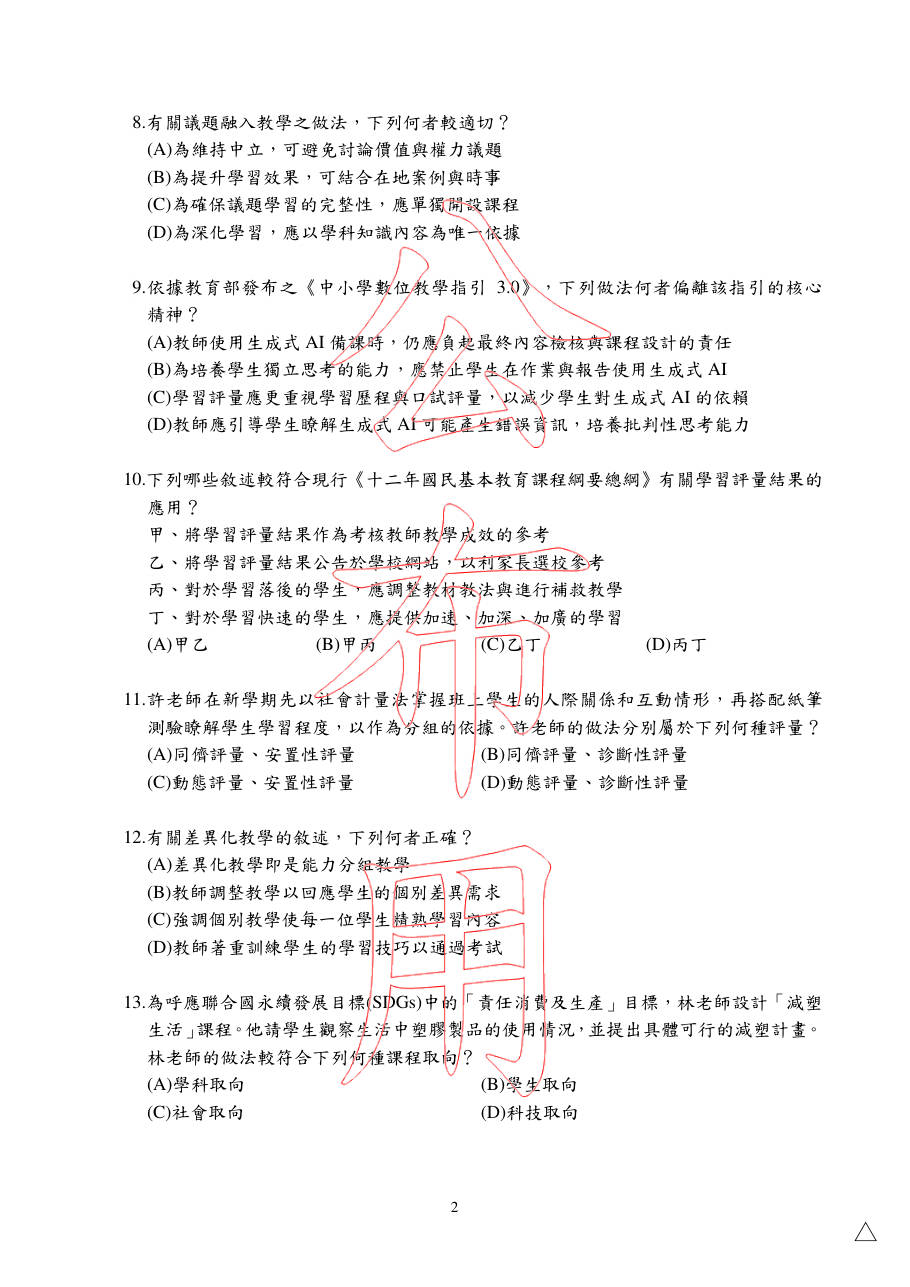 8.有關議題融入教學之做法，下列何者較適切？
(A)為維持中立，可避免討論價值與權力議題
(B)為提升學習效果，可結合在地案例與時事
(C)為確保議題學習的完整性，應單獨開設課程
(D)為深化學習，應以學科知識內容為唯一依據
9.依據教育部發布之《中小學數位教學指引 3.0》，下列做法何者偏離該指引的核心
精神？
(A)教師使用生成式 AI 備課時，仍應負起最終內容檢核與課程設計的責任
(B)為培養學生獨立思考的能力，應禁止學生在作業與報告使用生成式 AI
(C)學習評量應更重視學習歷程與口試評量，以減少學生對生成式 AI 的依賴
(D)教師應引導學生瞭解生成式 AI 可能產生錯誤資訊，培養批判性思考能力
10.下列哪些敘述較符合現行《十二年國民基本教育課程綱要總綱》有關學習評量結果的
應用？
甲、將學習評量結果作為考核教師教學成效的參考
乙、將學習評量結果公告於學校網站，以利家長選校參考
丙、對於學習落後的學生，應調整教材教法與進行補救教學
丁、對於學習快速的學生，應提供加速、加深、加廣的學習
(A)甲乙 (B)甲丙 (C)乙丁 (D)丙丁
11.許老師在新學期先以社會計量法掌握班上學生的人際關係和互動情形，再搭配紙筆
測驗瞭解學生學習程度，以作為分組的依據。許老師的做法分別屬於下列何種評量？
(A)同儕評量、安置性評量 (B)同儕評量、診斷性評量
(C)動態評量、安置性評量 (D)動態評量、診斷性評量
12.有關差異化教學的敘述，下列何者正確？
(A)差異化教學即是能力分組教學
(B)教師調整教學以回應學生的個別差異需求
(C)強調個別教學使每一位學生精熟學習內容
(D)教師著重訓練學生的學習技巧以通過考試
13.為呼應聯合國永續發展目標(SDGs)中的「責任消費及生產」目標，林老師設計「減塑
生活」課程。他請學生觀察生活中塑膠製品的使用情況，並提出具體可行的減塑計畫。
林老師的做法較符合下列何種課程取向？
(A)學科取向 (B)學生取向
(C)社會取向 (D)科技取向
公布用
2